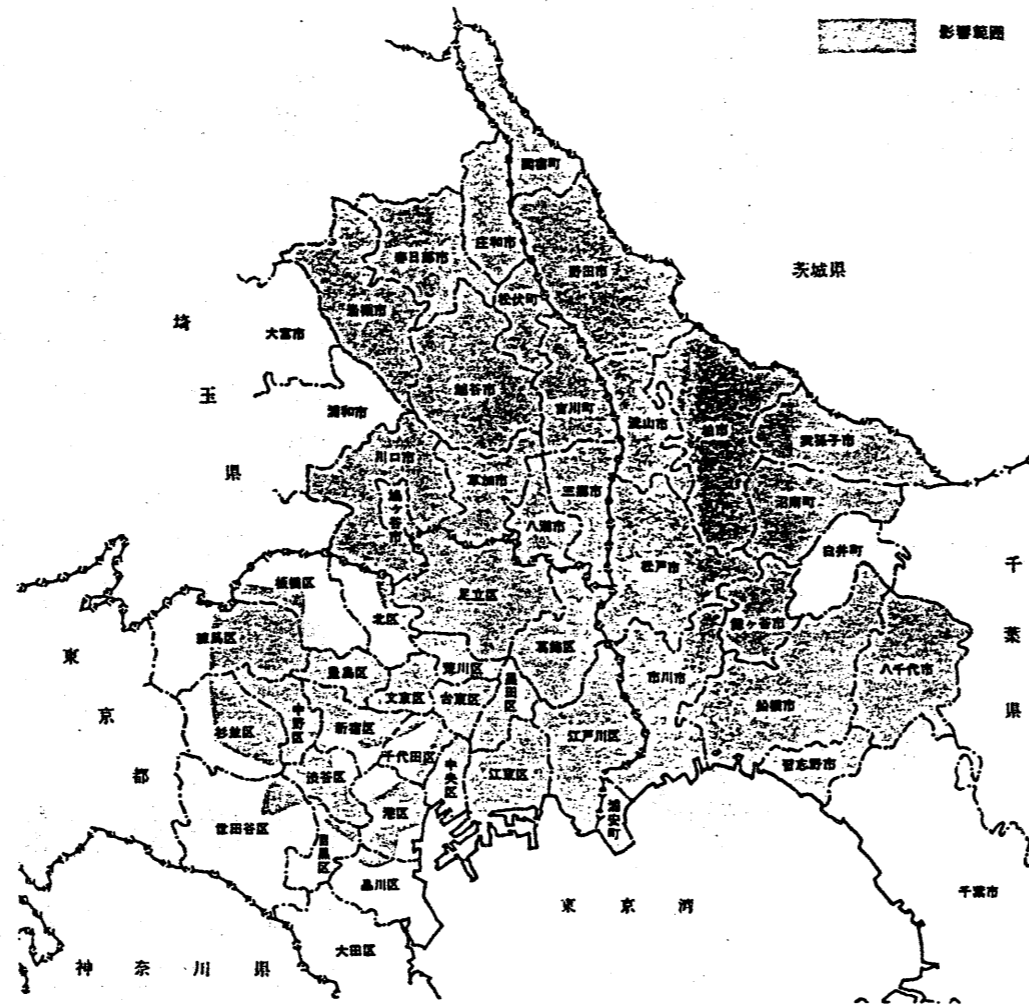 影響範囲
関宿町
庄和市
春日部市
野田市
茨城県
松伏町
岩槻市
大宮市
埼玉県
越谷市
浦和市
吉川町
流山市
柏市
我孫子市
川口市
草加市
三郷市
沼南町
鳩ヶ谷市
八潮市
白井町
松戸市
板橋区
足立区
北区
鎌ヶ谷市
千葉県
練馬区
葛飾区
東京都
豊島区
荒川区
墨田区
市川市
八千代市
文京区
台東区
船橋市
杉並区
中野区
新宿区
江戸川区
千代田区
渋谷区
中央区
江東区
習志野市
港区
浦安町
世田谷区
目黒区
品川区
千葉市
東京湾
大田区
神奈川県